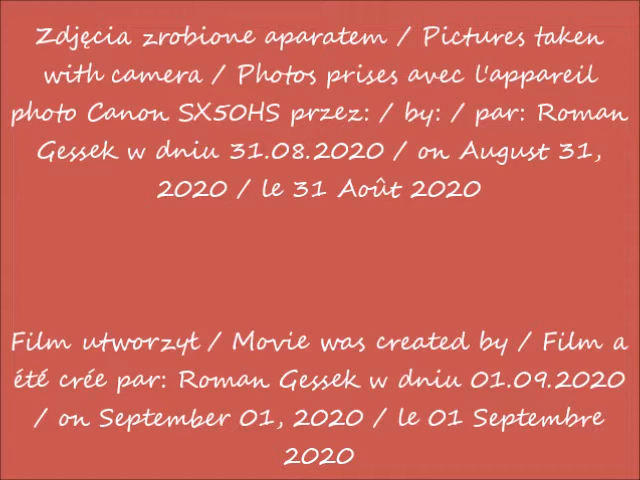 Zdjęcia zrobione aparatem / Pictures taken
with camera / Photos prises avec l'appareil
photo Canon SX50HS przez: / by: / par: Roman
Gessek w dniu 31.08.2020 / on August 31,
2020 / le 31 Août 2020
Film utworzył / Movie was created by / Film a
été crée par: Roman Gessek w dniu 01.09.2020
/ on September 01, 2020 / le 01 Septembre
2020